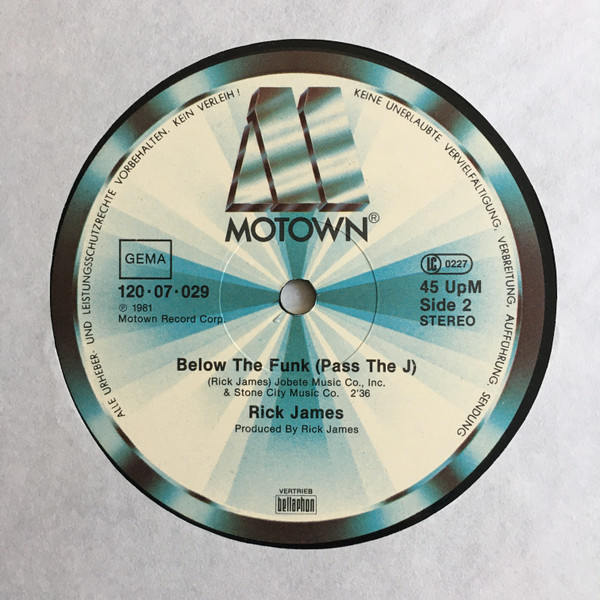 ALLE URHEBER- UND LEISTUNGSSCHUTZRECHTE VORBEHALTEN. KEIN VERLEIH!
KEINE UNERLAUBTE VERVIELFÄLTIGUNG, VERBREITUNG, AUFFÜHRUNG, SENDUNG
M
MOTOWN®
GEMA
120·07·029
℗ 1981
Motown Record Corp.
LC 0227
45 UpM
Side 2
STEREO
Below The Funk (Pass The J)
(Rick James) Jobete Music Co., Inc.
& Stone City Music Co. 2'36
Rick James
Produced By Rick James
VERTRIEB
bellaphon